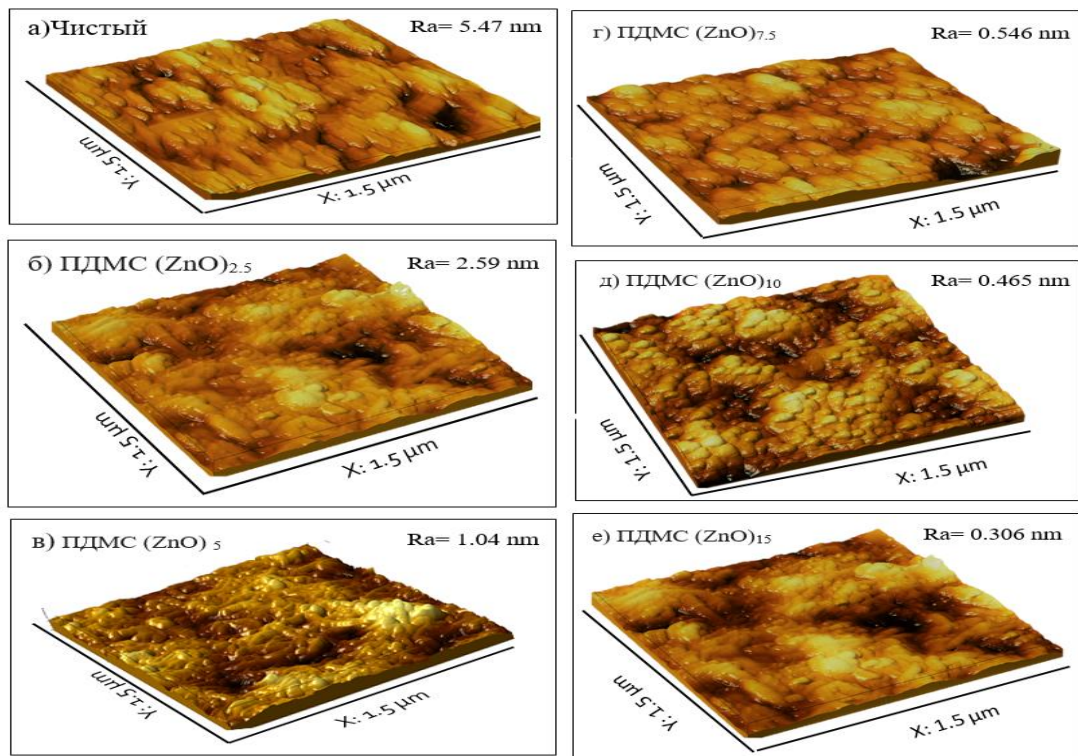 а)Чистый
Ra= 5.47 nm
Y: 1.5 µm
X: 1.5 µm
б) ПДМС (ZnO)2.5
Ra= 2.59 nm
Y: 1.5 µm
X: 1.5 µm
в) ПДМС (ZnO) 5
Ra= 1.04 nm
Y: 1.5 µm
X: 1.5 µm
г) ПДМС (ZnO)7.5
Ra= 0.546 nm
Y: 1.5 µm
X: 1.5 µm
д) ПДМС (ZnO)10
Ra= 0.465 nm
Y: 1.5 µm
X: 1.5 µm
е) ПДМС (ZnO)15
Ra= 0.306 nm
Y: 1.5 µm
X: 1.5 µm